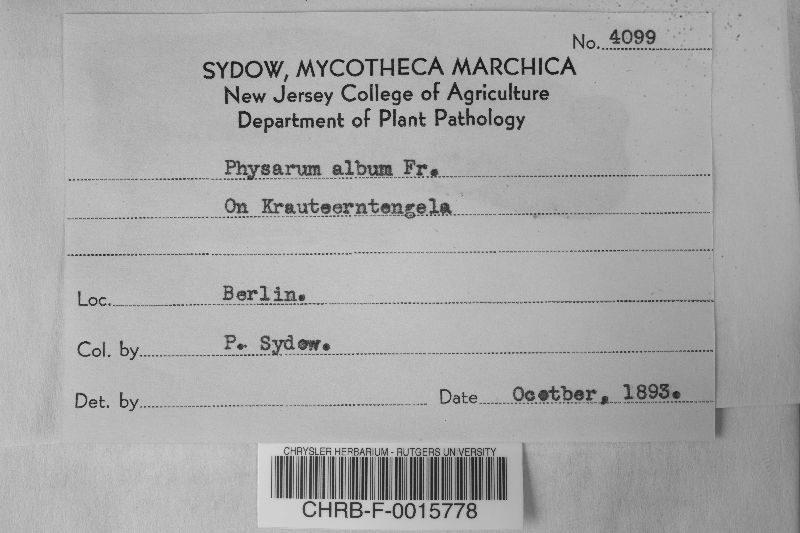 No. 4099
SYDOW, MYCOTHECA MARCHICA
New Jersey College of Agriculture
Department of Plant Pathology
Physarum album Fr.
On Krauteerntengela
Loc. Berlin.
Col. by P. Sydow.
Det. by
Date Ocetber, 1893.
CHRYSLER HERBARIUM - RUTGERS UNIVERSITY
CHRB-F-0015778